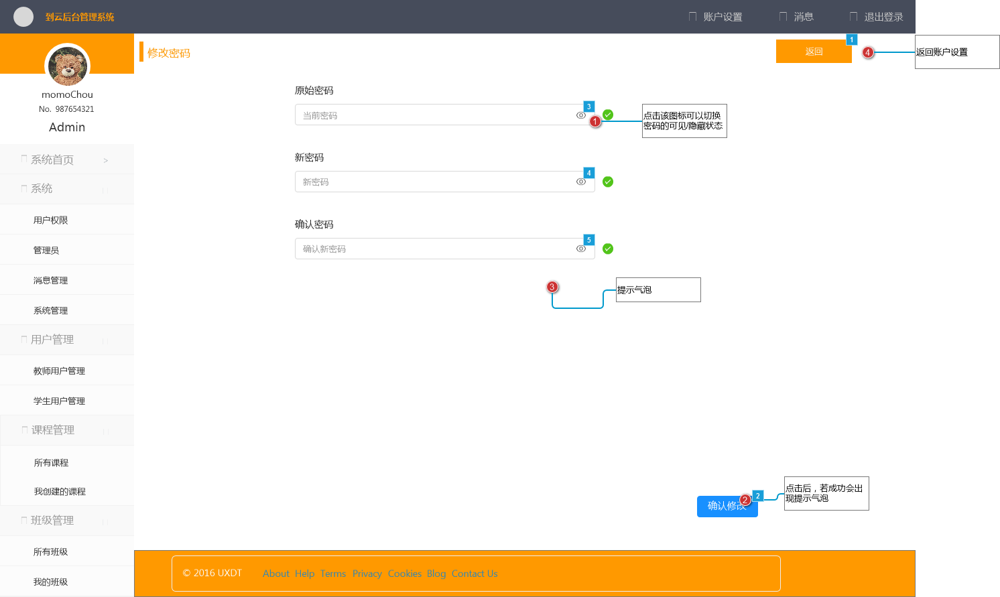 到云后台管理系统
账户设置
消息
退出登录
修改密码
返回
1
4
返回账户设置
momoChou
No. 987654321
Admin
原始密码
当前密码
3
1
点击该图标可以切换
密码的可见/隐藏状态
新密码
新密码
4
确认密码
确认新密码
5
3
提示气泡
系统首页 >
系统
用户权限
管理员
消息管理
系统管理
用户管理
教师用户管理
学生用户管理
课程管理
所有课程
我创建的课程
班级管理
所有班级
我的班级
确认修改
2
2
点击后，若成功会出
现提示气泡
© 2016 UXDT About Help Terms Privacy Cookies Blog Contact Us